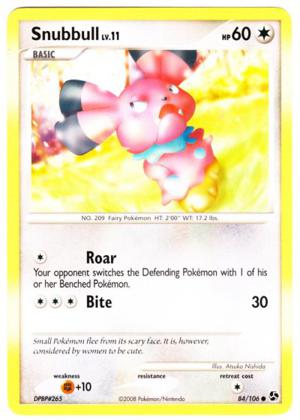 Snubbull LV.11 HP 60
BASIC
NO. 209 Fairy Pokémon HT: 2'00" WT: 17.2 lbs.
Roar
Your opponent switches the Defending Pokémon with 1 of his
or her Benched Pokémon.
Bite 30
Illus. Atsuko Nishida
Small Pokémon flee from its scary face. It is, however,
considered by women to be cute.
weakness resistance retreat cost
+10
DPBP#265 ©2008 Pokémon/Nintendo 84/106